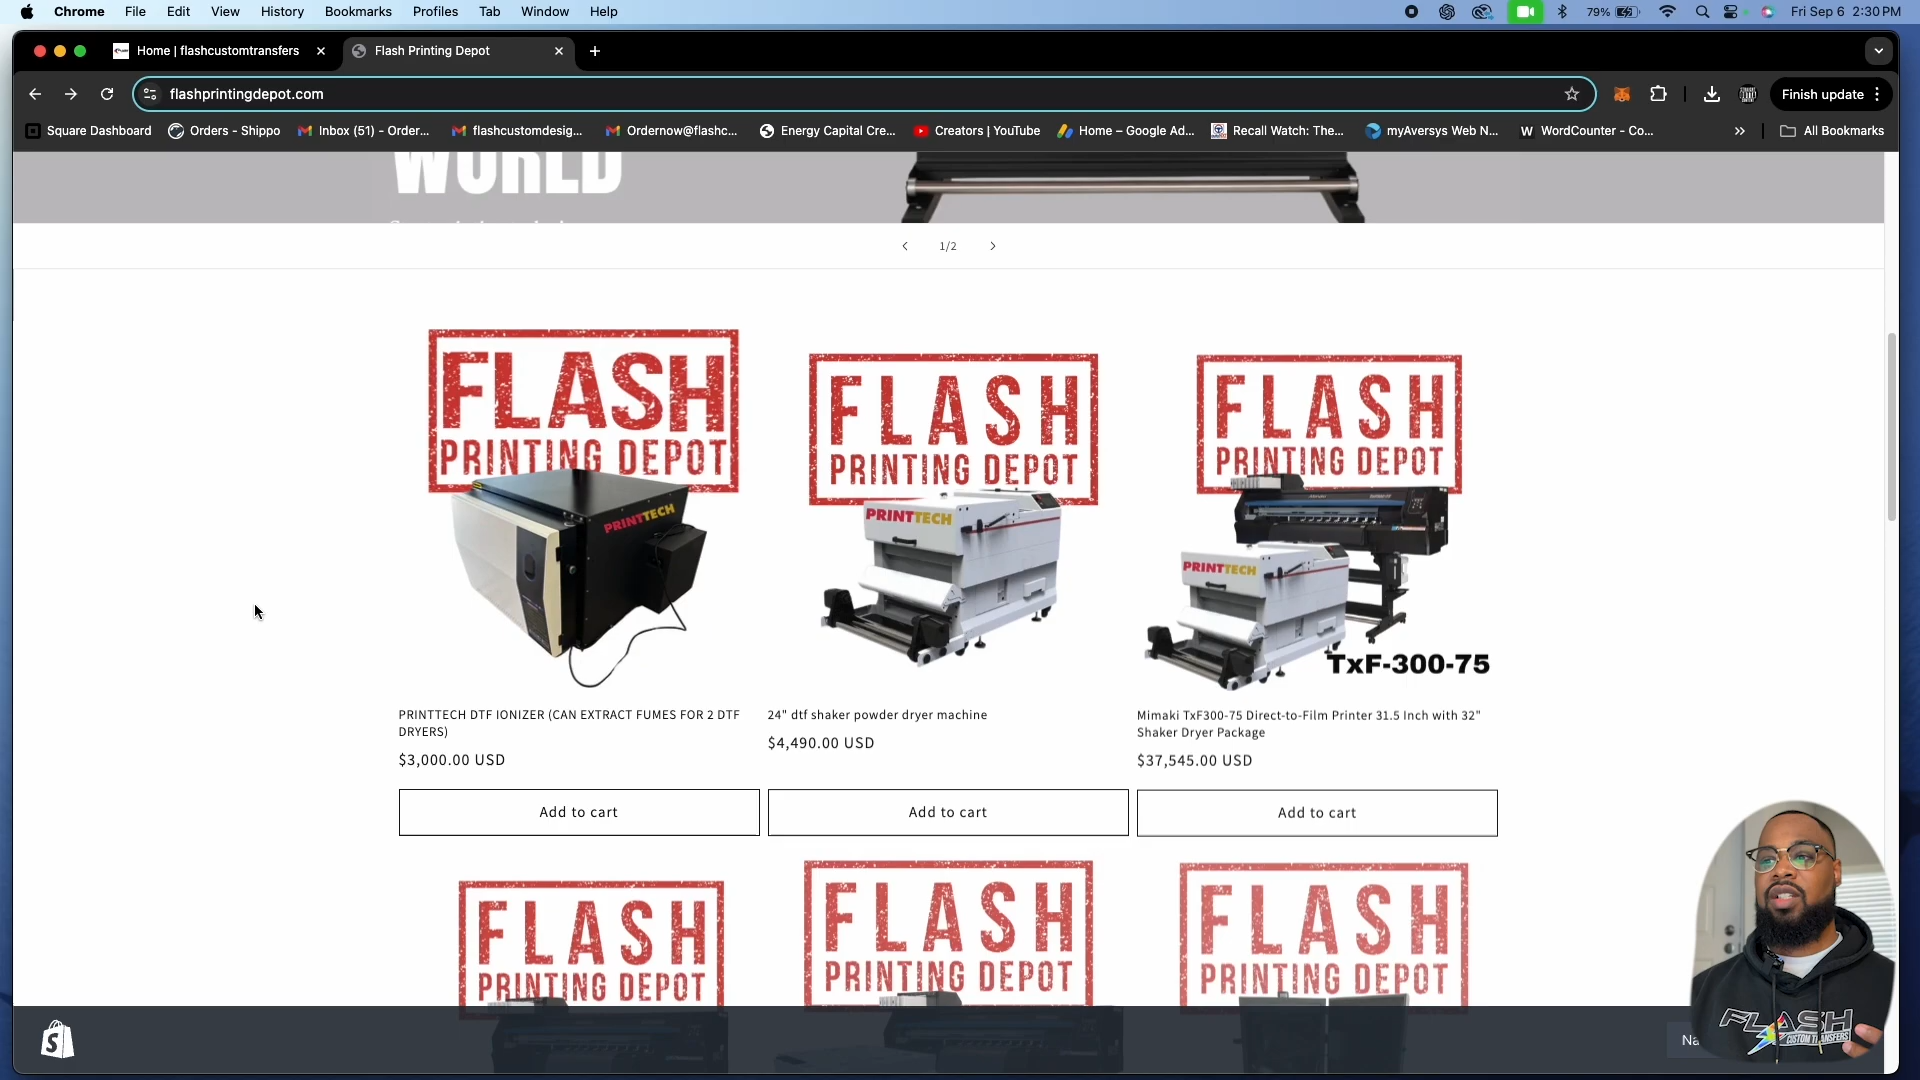 Chrome File Edit View History Bookmarks Profiles Tab Window Help 79% Fri Sep 6 2:30 PM
Home | flashcustomtransfers Flash Printing Depot
flashprintingdepot.com Finish update
Square Dashboard Orders - Shippo Inbox (51) - Order... flashcustomdesig... Ordernow@flashc... Energy Capital Cre... Creators | YouTube Home – Google Ad... Recall Watch: The... myAversys Web N... WordCounter - Co... » All Bookmarks
WORLD
1/2
FLASH
PRINTING DEPOT
PRINTTECH
FLASH
PRINTING DEPOT
PRINTTECH
FLASH
PRINTING DEPOT
Mimaki
PRINTTECH
TxF-300-75
PRINTTECH DTF IONIZER (CAN EXTRACT FUMES FOR 2 DTF
DRYERS)
$3,000.00 USD
Add to cart
24" dtf shaker powder dryer machine
$4,490.00 USD
Add to cart
Mimaki TxF300-75 Direct-to-Film Printer 31.5 Inch with 32"
Shaker Dryer Package
$37,545.00 USD
Add to cart
FLASH
PRINTING DEPOT
FLASH
PRINTING DEPOT
FLASH
PRINTING DEPOT
Na
FLASH
CUSTOM TRANSFERS